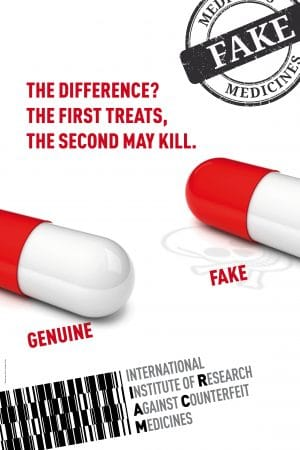 MEDICINES
FAKE
MEDICINES
THE DIFFERENCE?
THE FIRST TREATS,
THE SECOND MAY KILL.
FAKE
GENUINE
INTERNATIONAL
INSTITUTE OF RESEARCH
AGAINST COUNTERFEIT
MEDICINES